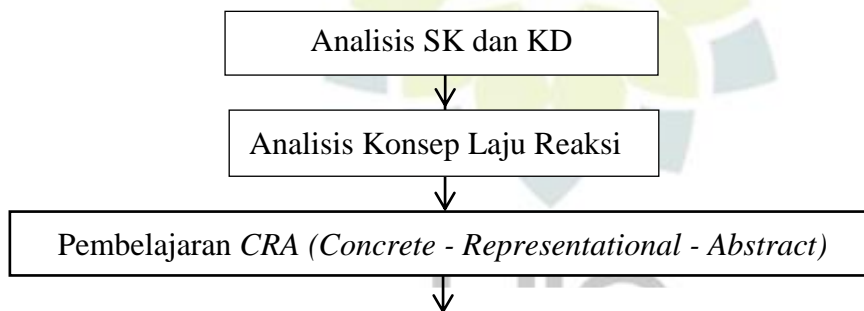 Analisis SK dan KD
Analisis Konsep Laju Reaksi
Pembelajaran CRA (Concrete - Representational - Abstract)